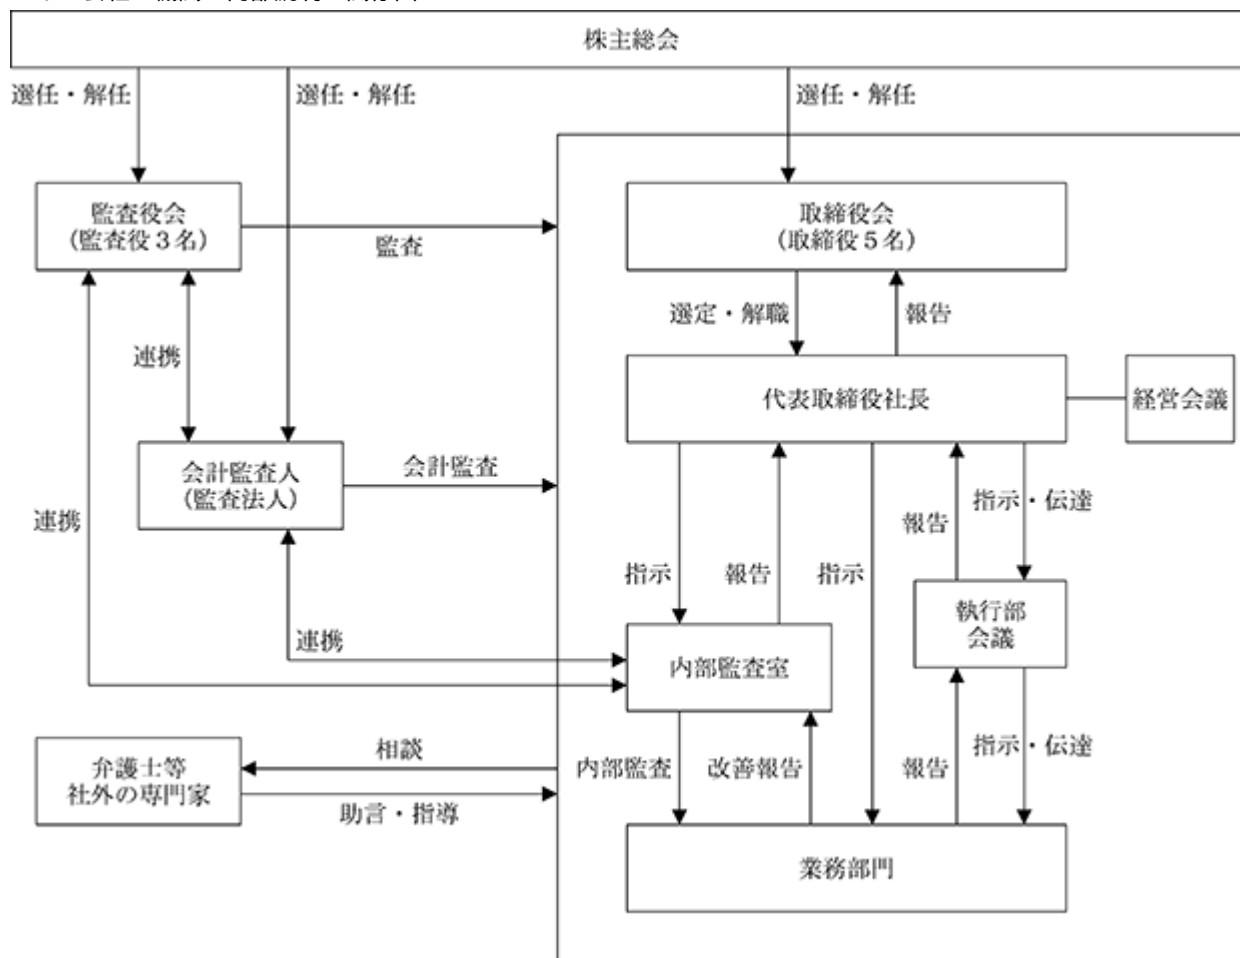 株主総会
選任・解任
選任・解任
選任・解任
監査役会
(監査役3名)
監査
取締役会
(取締役5名)
選定・解職
報告
連携
代表取締役社長
経営会議
会計監査人
(監査法人)
会計監査
連携
指示
報告
指示
報告
指示・伝達
執行部
会議
連携
内部監査室
弁護士等
社外の専門家
相談
助言・指導
内部監査
改善報告
報告
指示・伝達
業務部門